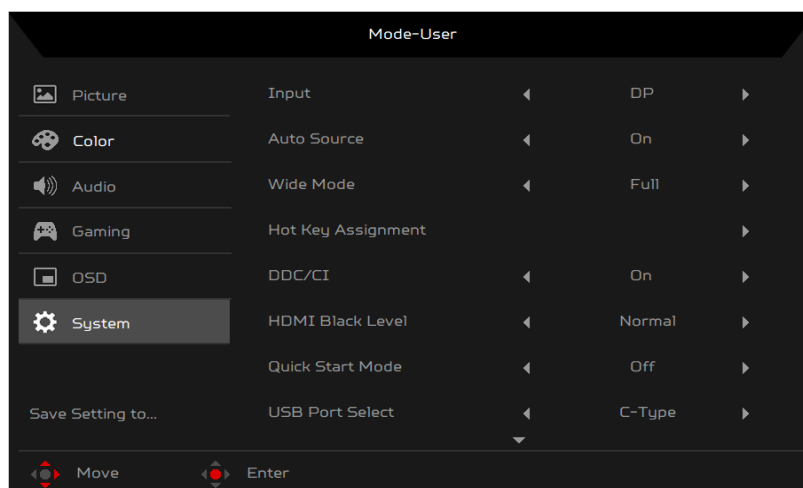 Mode-User
Picture
Input DP
Color
Auto Source On
Audio
Wide Mode Full
Gaming
Hot Key Assignment
OSD
DDC/CI On
System
HDMI Black Level Normal
Quick Start Mode Off
Save Setting to...
USB Port Select C-Type
Move Enter